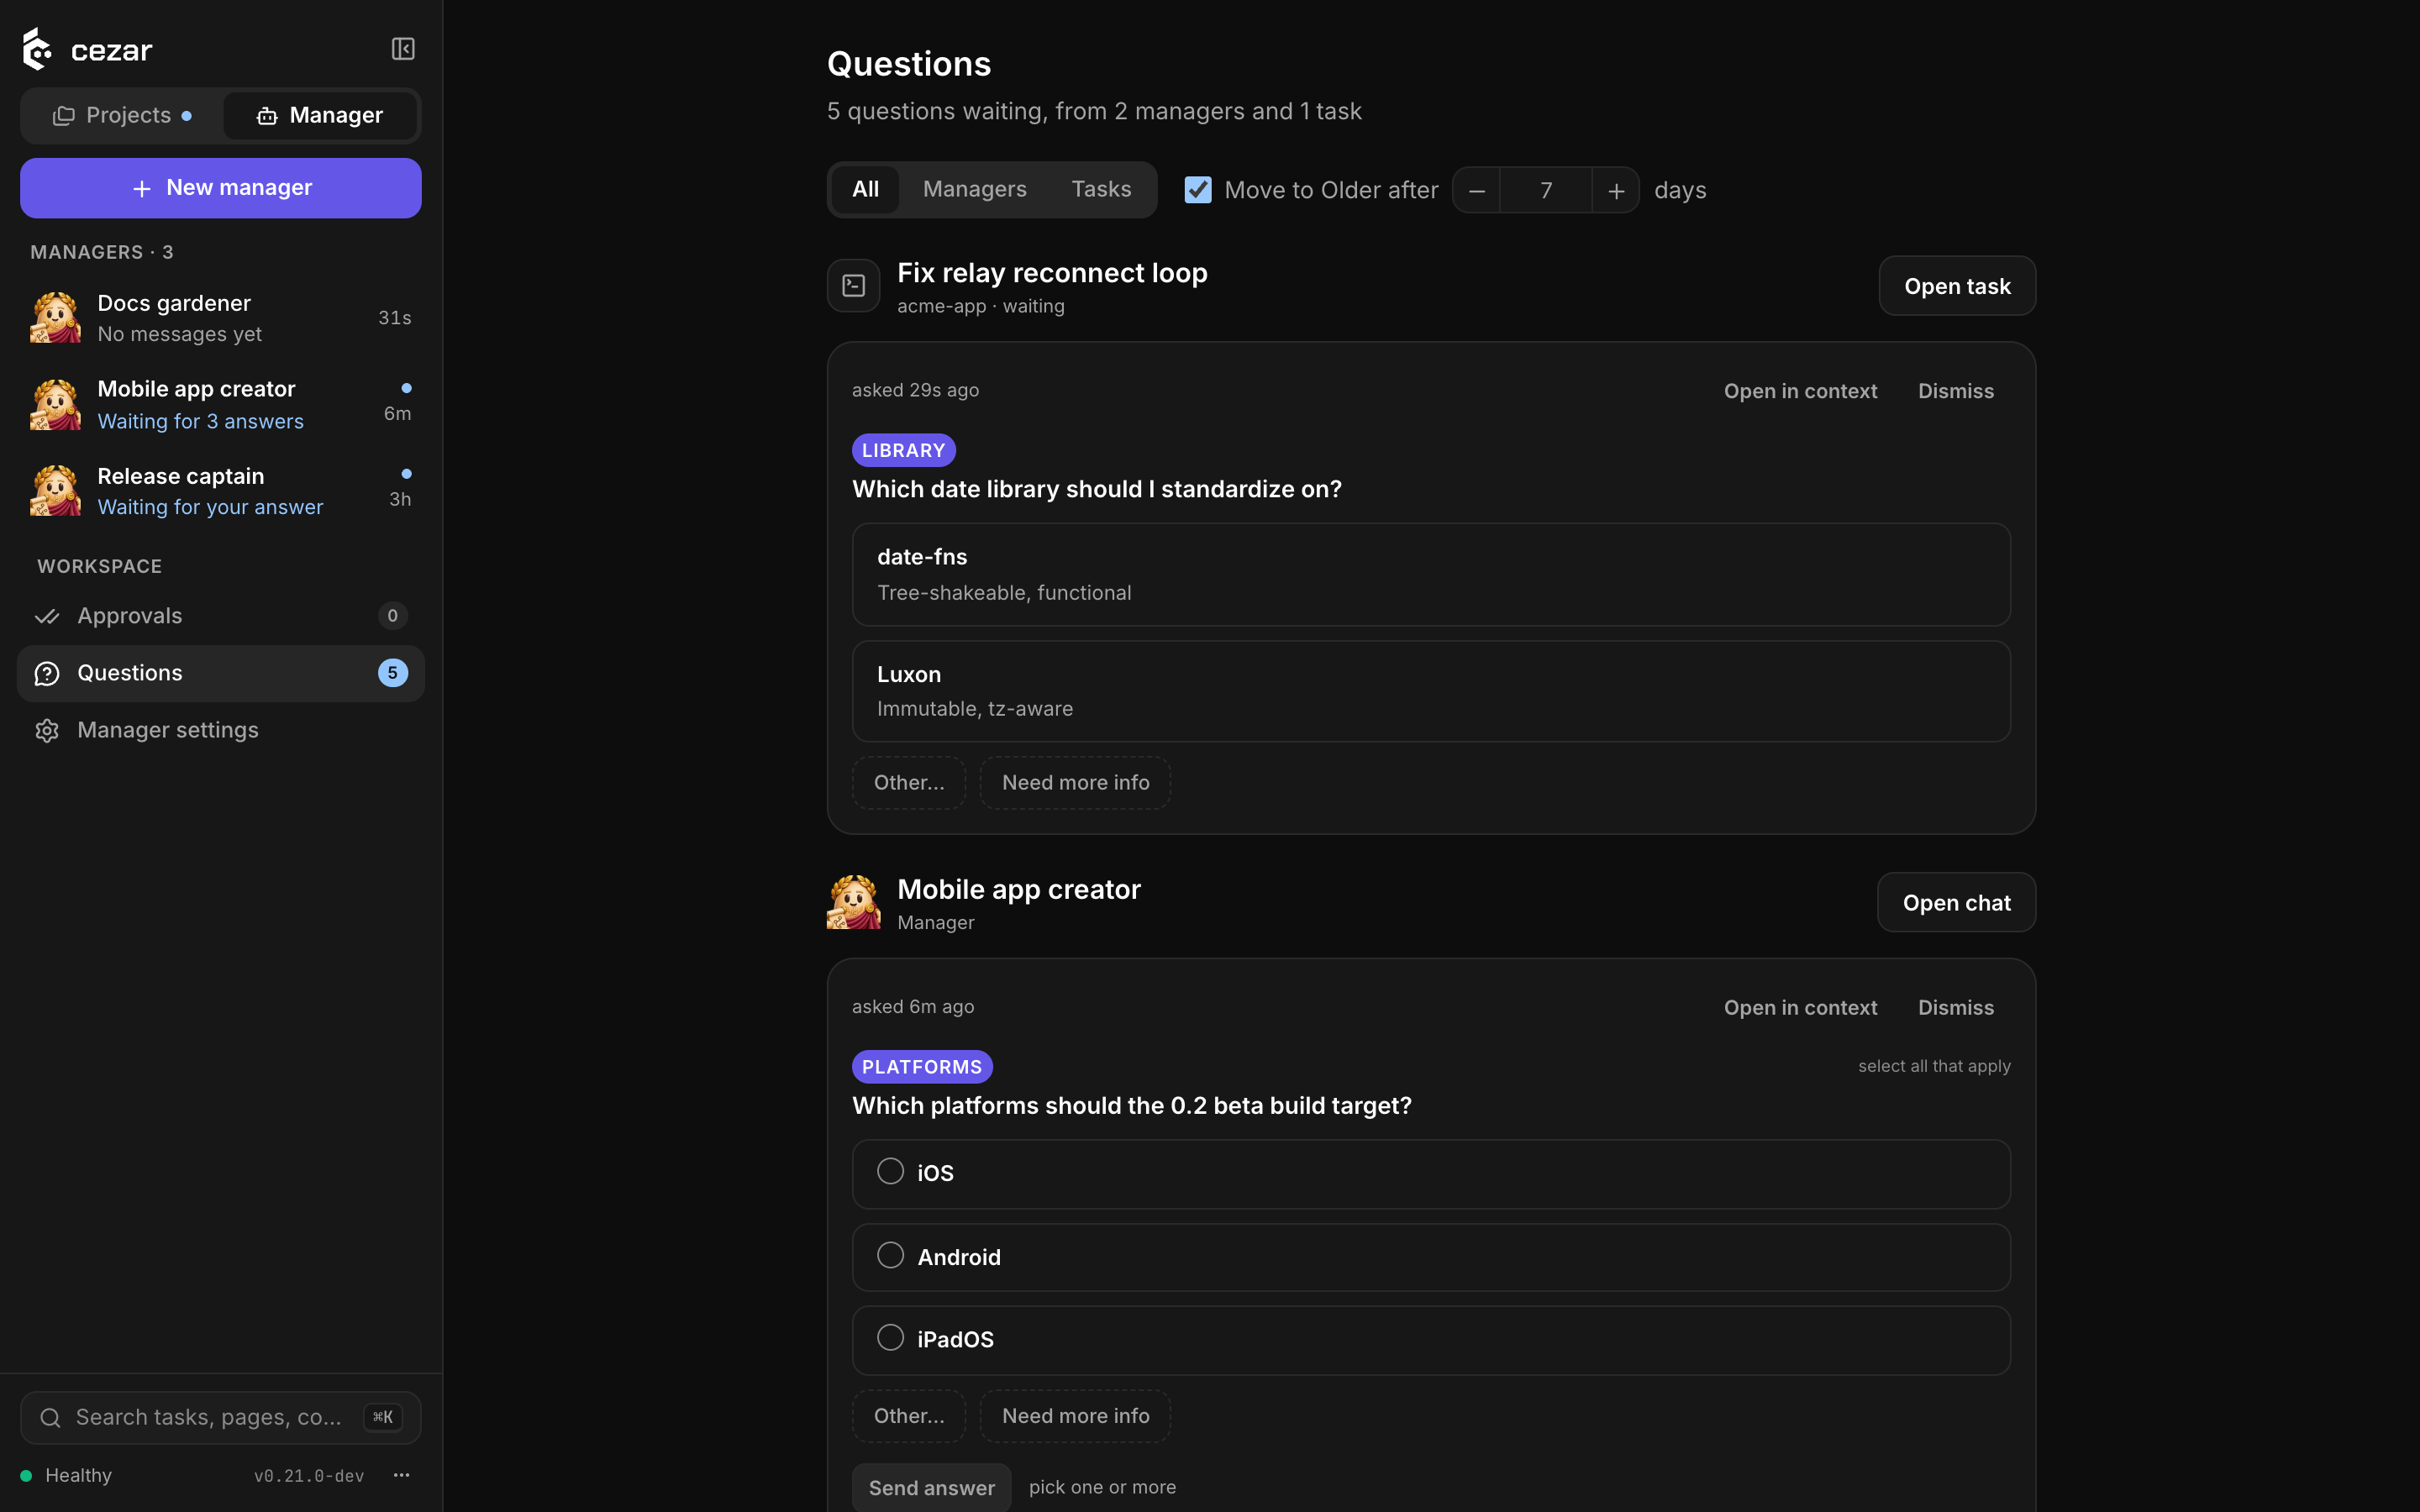 cezar
Projects
Manager
New manager
MANAGERS · 3
Docs gardener
No messages yet
31s
Mobile app creator
Waiting for 3 answers
6m
Release captain
Waiting for your answer
3h
WORKSPACE
Approvals
0
Questions
5
Manager settings
Search tasks, pages, co...
⌘K
Healthy
v0.21.0-dev
Questions
5 questions waiting, from 2 managers and 1 task
All
Managers
Tasks
Move to Older after
7
days
Fix relay reconnect loop
acme-app · waiting
Open task
asked 29s ago
Open in context
Dismiss
LIBRARY
Which date library should I standardize on?
date-fns
Tree-shakeable, functional
Luxon
Immutable, tz-aware
Other...
Need more info
Mobile app creator
Manager
Open chat
asked 6m ago
Open in context
Dismiss
PLATFORMS
select all that apply
Which platforms should the 0.2 beta build target?
iOS
Android
iPadOS
Other...
Need more info
Send answer
pick one or more